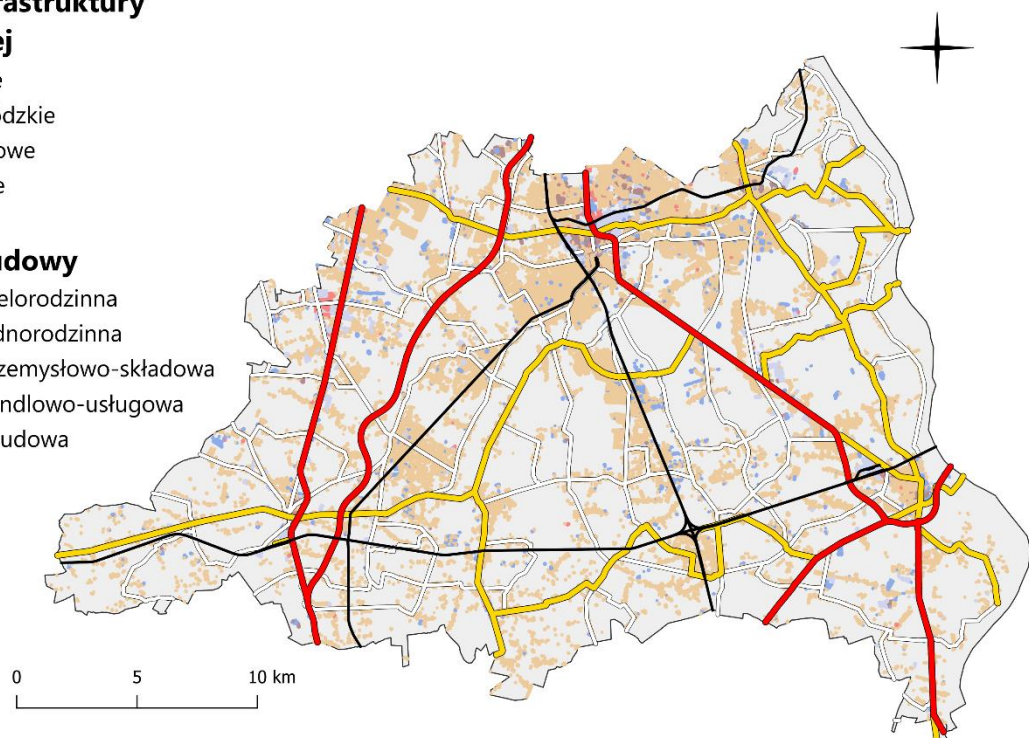 rastruktury
ej
e
odzkie
owe
e
udowy
elorodzinna
dnorodzinna
zemysłowo-składowa
ndlowo-usługowa
udowa
0 5 10 km